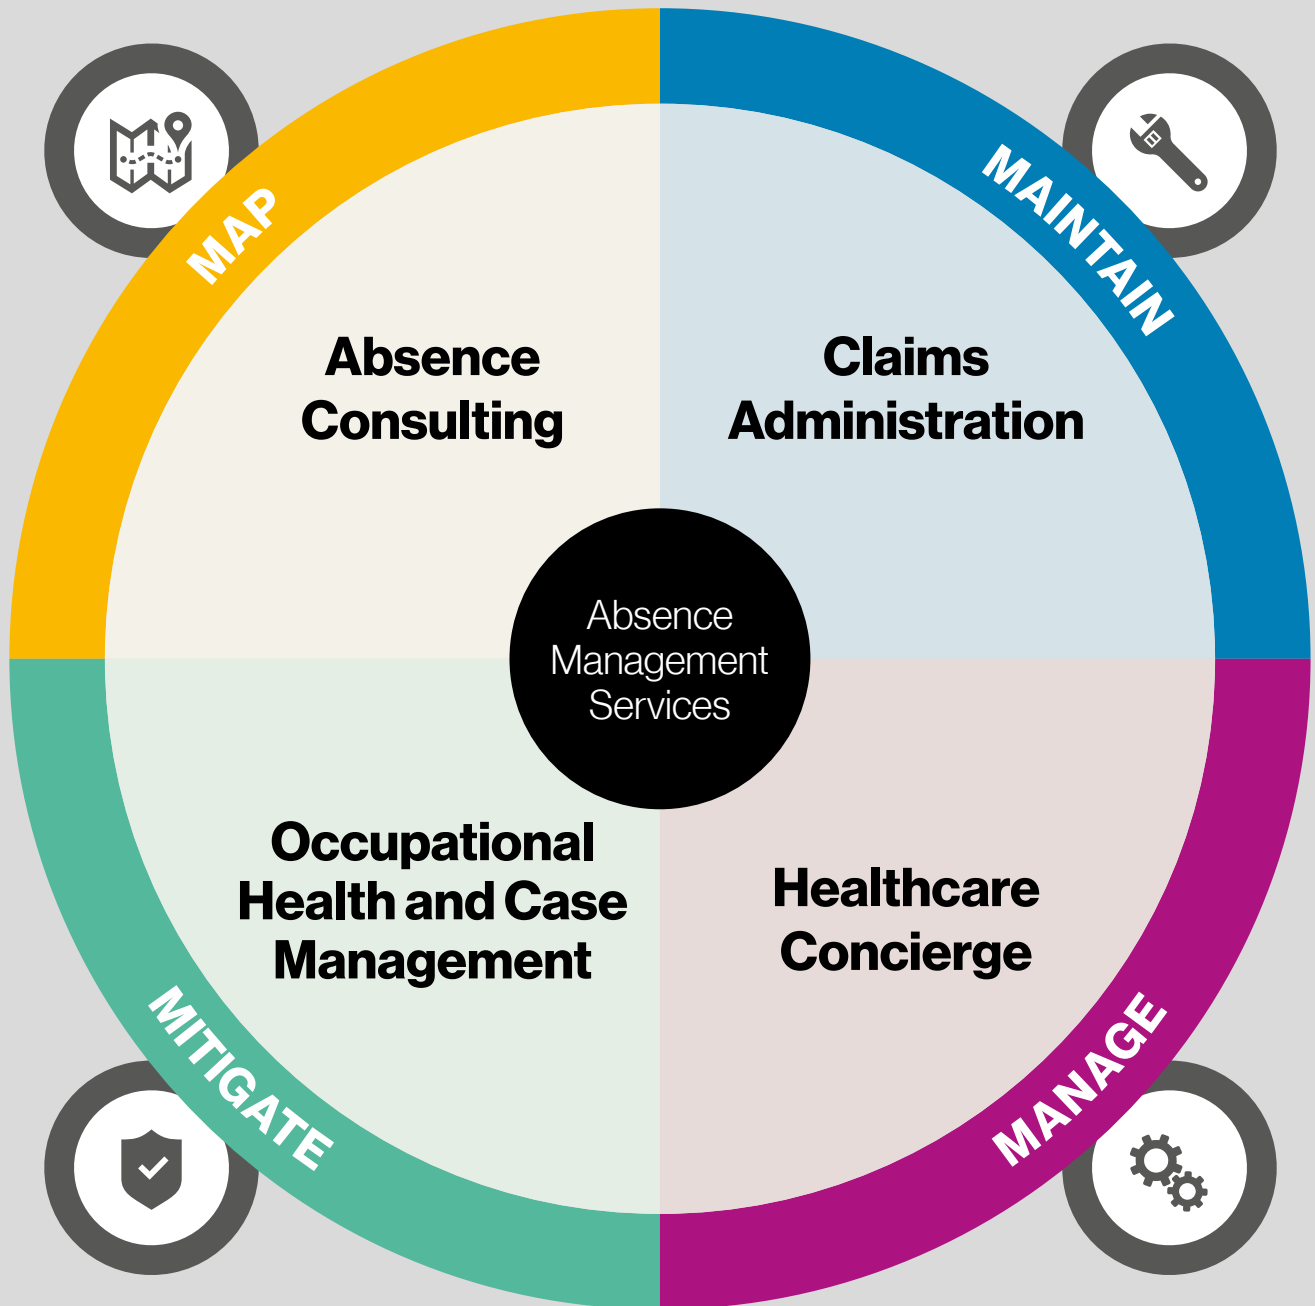 MAP
Absence
Consulting
MAINTAIN
Claims
Administration
Absence
Management
Services
MITIGATE
Occupational
Health and Case
Management
MANAGE
Healthcare
Concierge